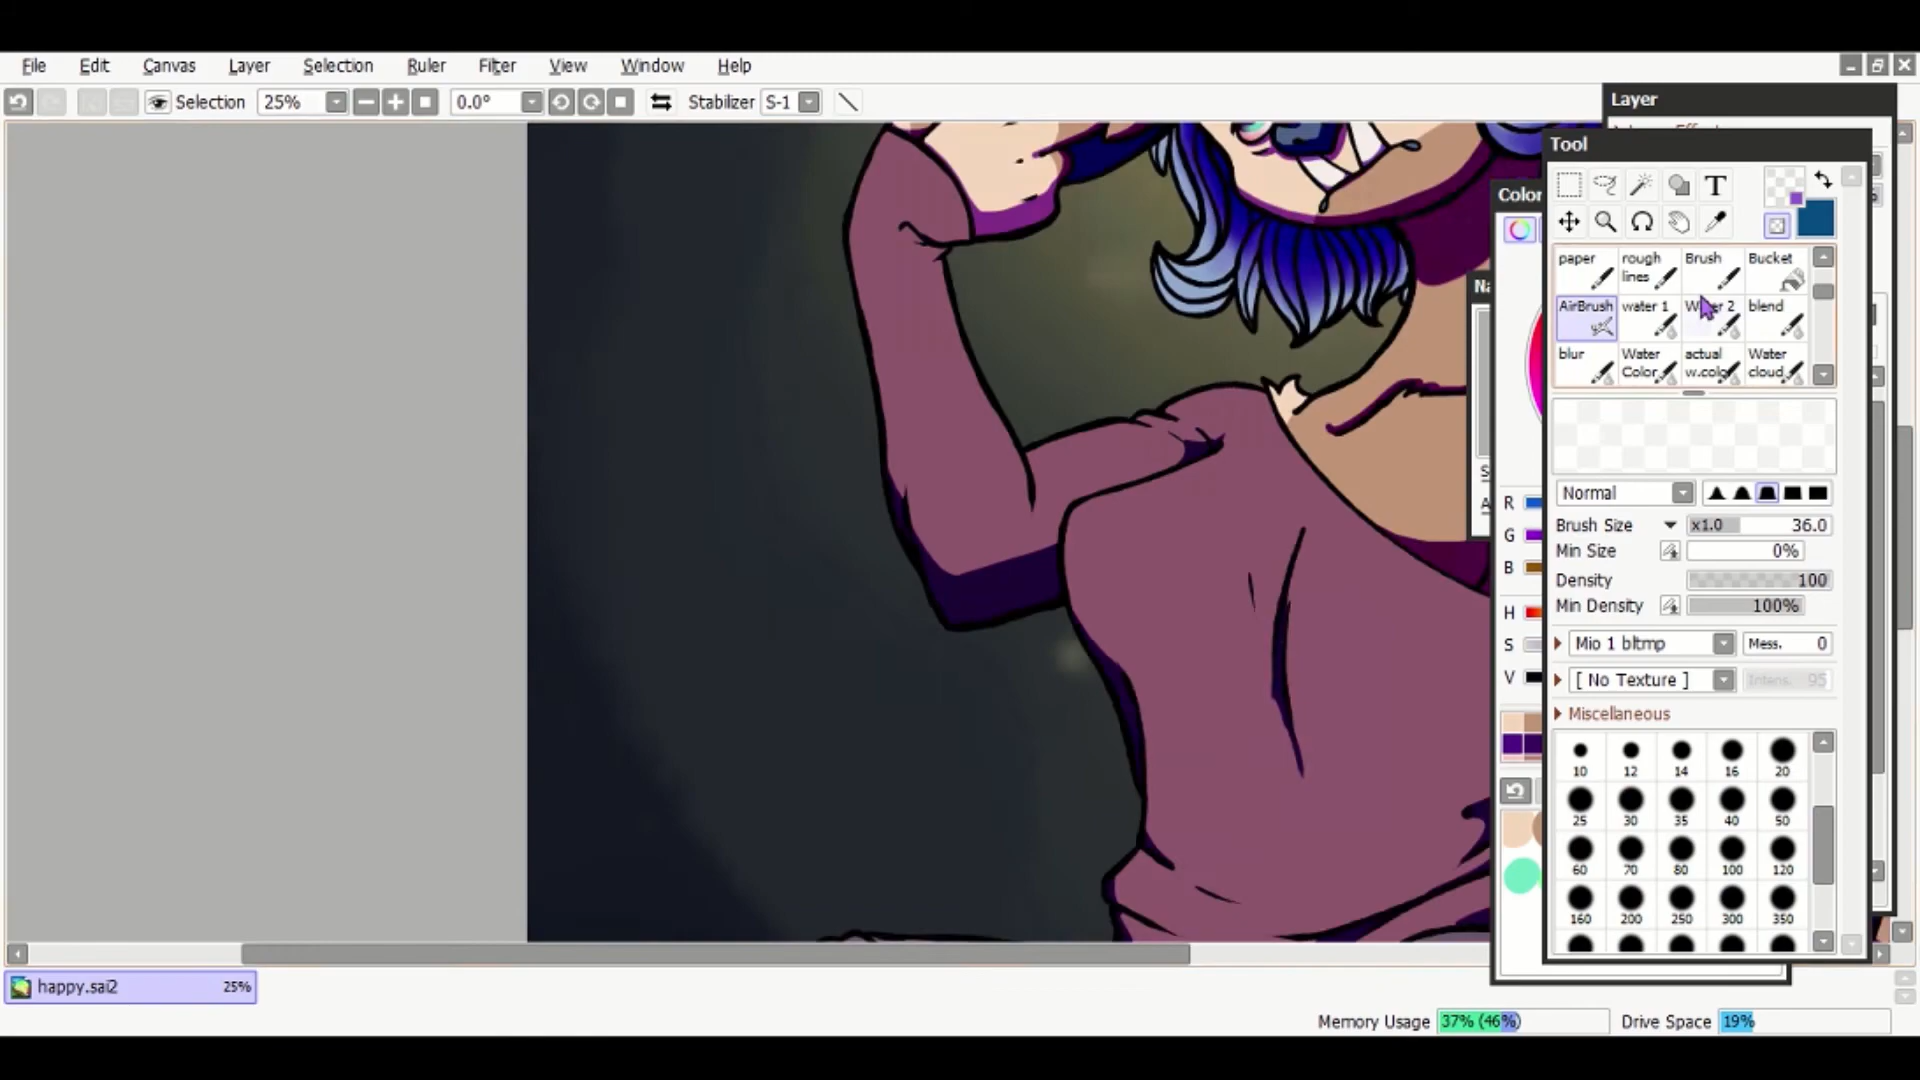 File Edit Canvas Layer Selection Ruler Filter View Window Help
Selection 25% 0.0° Stabilizer S-1
Layer
Tool
Color
T
paper rough lines Brush Bucket
AirBrush water 1 Water 2 blend
blur Water Color actual w.colo Water cloud
Normal
Brush Size x1.0 36.0
Min Size 0%
Density 100
Min Density 100%
Mio 1 bltmp Mess. 0
[ No Texture ] Intens. 95
Miscellaneous
R
G
B
H
S
V
10 12 14 16 20
25 30 35 40 50
60 70 80 100 120
160 200 250 300 350
happy.sai2 25%
Memory Usage 37% (46%) Drive Space 19%